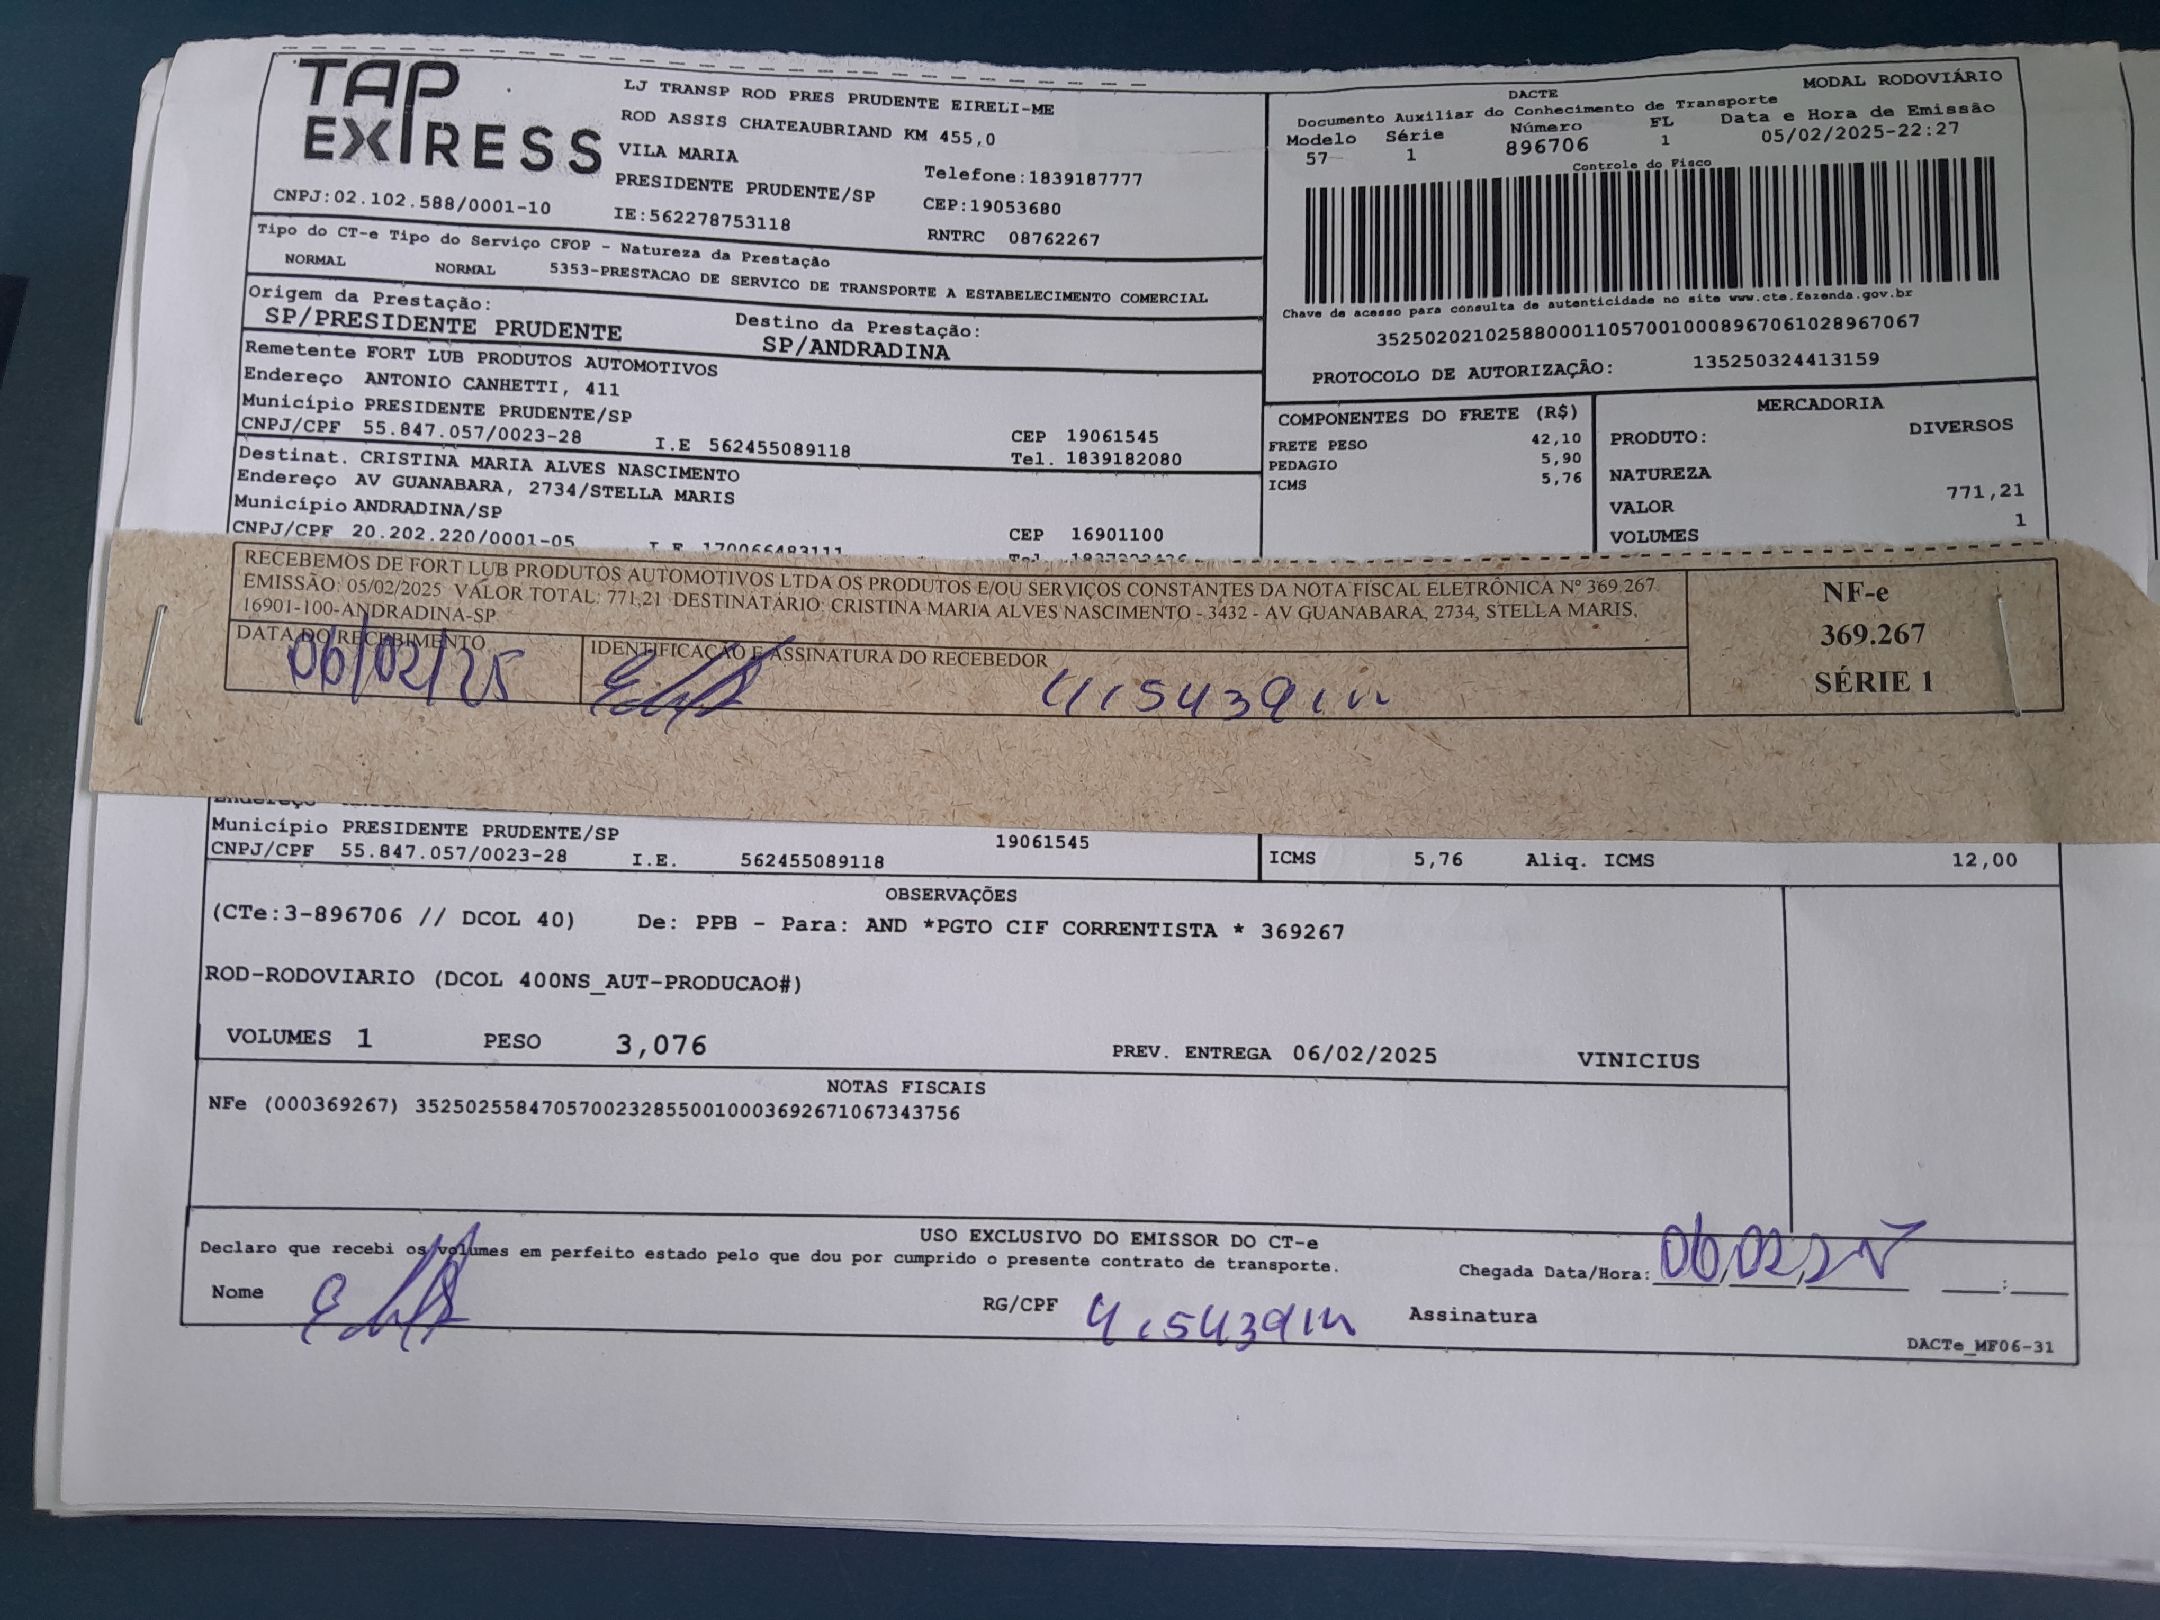 TAP EXPRESS
LJ TRANSP ROD PRES PRUDENTE EIRELI-ME
ROD ASSIS CHATEAUBRIAND KM 455,0
VILA MARIA
Telefone:1839187777
PRESIDENTE PRUDENTE/SP
CEP:19053680
CNPJ:02.102.588/0001-10
IE:562278753118
RNTRC 08762267
MODAL RODOVIÁRIO
DACTE
Documento Auxiliar do Conhecimento de Transporte
Modelo Série Número FL Data e Hora de Emissão
57 1 896706 1 05/02/2025-22:27
Controle do Fisco
Chave de acesso para consulta de autenticidade no site www.cte.fazenda.gov.br
35250202102588000110570010008967061028967067
PROTOCOLO DE AUTORIZAÇÃO: 135250324413159
Tipo do CT-e Tipo do Serviço CFOP - Natureza da Prestação
NORMAL NORMAL 5353-PRESTACAO DE SERVICO DE TRANSPORTE A ESTABELECIMENTO COMERCIAL
Origem da Prestação: Destino da Prestação:
SP/PRESIDENTE PRUDENTE SP/ANDRADINA
Remetente FORT LUB PRODUTOS AUTOMOTIVOS
Endereço ANTONIO CANHETTI, 411
Município PRESIDENTE PRUDENTE/SP CEP 19061545
CNPJ/CPF 55.847.057/0023-28 I.E 562455089118 Tel. 1839182080
Destinat. CRISTINA MARIA ALVES NASCIMENTO
Endereço AV GUANABARA, 2734/STELLA MARIS
Município ANDRADINA/SP CEP 16901100
CNPJ/CPF 20.202.220/0001-05
COMPONENTES DO FRETE (R$)
FRETE PESO 42,10
PEDAGIO 5,90
ICMS 5,76
MERCADORIA
PRODUTO: DIVERSOS
NATUREZA
VALOR 771,21
VOLUMES 1
RECEBEMOS DE FORT LUB PRODUTOS AUTOMOTIVOS LTDA OS PRODUTOS E/OU SERVIÇOS CONSTANTES DA NOTA FISCAL ELETRÔNICA Nº 369.267
EMISSÃO: 05/02/2025 VALOR TOTAL: 771,21 DESTINATÁRIO: CRISTINA MARIA ALVES NASCIMENTO - 3432 - AV GUANABARA, 2734, STELLA MARIS,
16901-100-ANDRADINA-SP
DATA DO RECEBIMENTO
06/02/25
IDENTIFICAÇÃO E ASSINATURA DO RECEBEDOR
NF-e
369.267
SÉRIE 1
Endereço
Município PRESIDENTE PRUDENTE/SP 19061545
CNPJ/CPF 55.847.057/0023-28 I.E. 562455089118
ICMS 5,76 Aliq. ICMS 12,00
OBSERVAÇÕES
(CTe:3-896706 // DCOL 40) De: PPB - Para: AND *PGTO CIF CORRENTISTA * 369267
ROD-RODOVIARIO (DCOL 400NS_AUT-PRODUCAO#)
VOLUMES 1 PESO 3,076 PREV. ENTREGA 06/02/2025 VINICIUS
NOTAS FISCAIS
NFe (000369267) 35250255847057002328550010003692671067343756
USO EXCLUSIVO DO EMISSOR DO CT-e
Declaro que recebi os volumes em perfeito estado pelo que dou por cumprido o presente contrato de transporte.
Chegada Data/Hora: 06/02/25 :
Nome RG/CPF Assinatura
DACTe_MF06-31